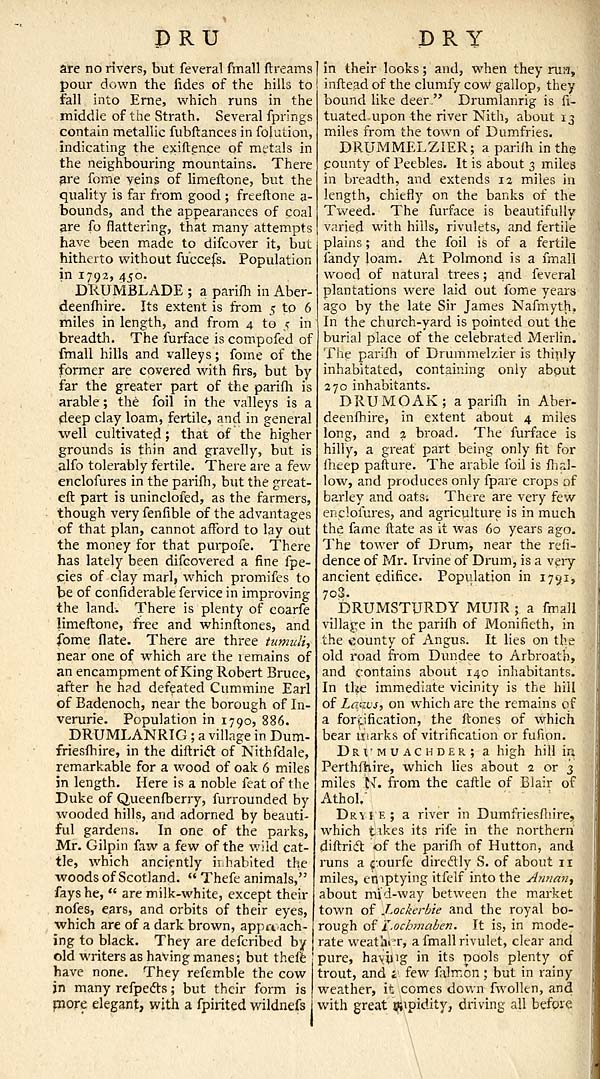 DRU
are no rivers, but ſeveral ſmall ſtreams
pour down the ſides of the hills to
fall into Erne, which runs in the
middle of the Strath. Several ſprings
contain metallic ſubſtances in ſolution,
indicating the exiſtence of metals in
the neighbouring mountains. There
are ſome veins of limeſtone, but the
quality is far from good; freeſtone a-
bounds, and the appearances of coal
are ſo flattering, that many attempts
have been made to diſcover it, but
hitherto without ſucceſs. Population
in 1792, 450.
DRUMBLADE; a pariſh in Aber-
deenſhire. Its extent is from 5 to 6
miles in length, and from 4 to 5 in
breadth. The ſurface is compoſed of
ſmall hills and valleys; ſome of the
former are covered with firs, but by
far the greater part of the pariſh is
arable; the ſoil in the valleys is a
deep clay loam, fertile, and in general
well cultivated; that of the higher
grounds is thin and gravelly, but is
alſo tolerably fertile. There are a few
encloſures in the pariſh, but the great-
eſt part is unincloſed, as the farmers,
though very ſenſible of the advantages
of that plan, cannot afford to lay out
the money for that purpoſe. There
has lately been diſcovered a fine ſpe-
cies of clay marl, which promiſes to
be of conſiderable ſervice in improving
the land. There is plenty of coarſe
limeſtone, free and whinſtones, and
ſome ſlate. There are three tumuli,
near one of which are the remains of
an encampment of King Robert Bruce,
after he had defeated Cummine Earl
of Badenoch, near the borough of In-
verurie. Population in 1790, 886.
DRUMLANRIG; a village in Dum-
frieſhire, in the diſtrict of Nithſdale,
remarkable for a wood of oak 6 miles
in length. Here is a noble ſeat of the
Duke of Queenſberry, ſurrounded by
wooded hills, and adorned by beauti-
ful gardens. In one of the parks,
Mr. Gilpin ſaw a few of the wild cat-
tle, which anciently inhabited the
woods of Scotland. “ Theſe animals,”
ſays he, “ are milk-white, except their
noſes, ears, and orbits of their eyes,
which are of a dark brown, approach-
ing to black. They are deſcribed by
old writers as having manes; but theſe
have none. They reſemble the cow
in many reſpects; but their form is
more elegant, with a ſpirited wildneſs
DRY
in their looks; and, when they run,
inſtead of the clumſy cow gallop, they
bound like deer.” Drumlanrig is ſi-
tuated upon the river Nith, about 13
miles from the town of Dumfries.
DRUMMELZIER; a pariſh in the
county of Peebles. It is about 3 miles
in breadth, and extends 12 miles in
length, chiefly on the banks of the
Tweed. The ſurface is beautifully
varied with hills, rivulets, and fertile
plains; and the ſoil is of a fertile
ſandy loam. At Polmond is a ſmall
wood of natural trees; and ſeveral
plantations were laid out ſome years
ago by the late Sir James Naſmyth.
In the church-yard is pointed out the
burial place of the celebrated Merlin.
The pariſh of Drummelzier is thinly
inhabitated, containing only about
270 inhabitants.
DRUMOAK; a pariſh in Aber-
deenſhire, in extent about 4 miles
long, and 2 broad. The ſurface is
hilly, a great part being only fit for
ſheep paſture. The arable ſoil is ſhal-
low, and produces only ſpare crops of
barley and oats. There are very few
encloſures, and agriculture is in much
the ſame ſtate as it was 60 years ago.
The tower of Drum, near the reſi-
dence of Mr. Irvine of Drum, is a very
ancient edifice. Population in 1791,
708.
DRUMSTURDY MUIR; a ſmall
village in the pariſh of Monifieth, in
the county of Angus. It lies on the
old road from Dundee to Arbroath,
and contains about 140 inhabitants.
In the immediate vicinity is the hill
of Laws, on which are the remains of
a fortification, the ſtones of which
bear marks of vitrification or fuſion.
DRUMUACHDER; a high hill in
Perthſhire, which lies about 2 or 3
miles N. from the caſtle of Blair of
Athol.
DRYFE; a river in Dumfrieſhire,
which takes its riſe in the northern
diſtrict of the pariſh of Hutton, and
runs a courſe directly S. of about 11
miles, emptying itſelf into the Annan,
about mid-way between the market
town of Lockerbie and the royal bo-
rough of Lochmaben. It is, in mode-
rate weather, a ſmall rivulet, clear and
pure, having in its pools plenty of
trout, and a few ſalmon; but in rainy
weather, it comes down ſwollen, and
with great rapidity, driving all before